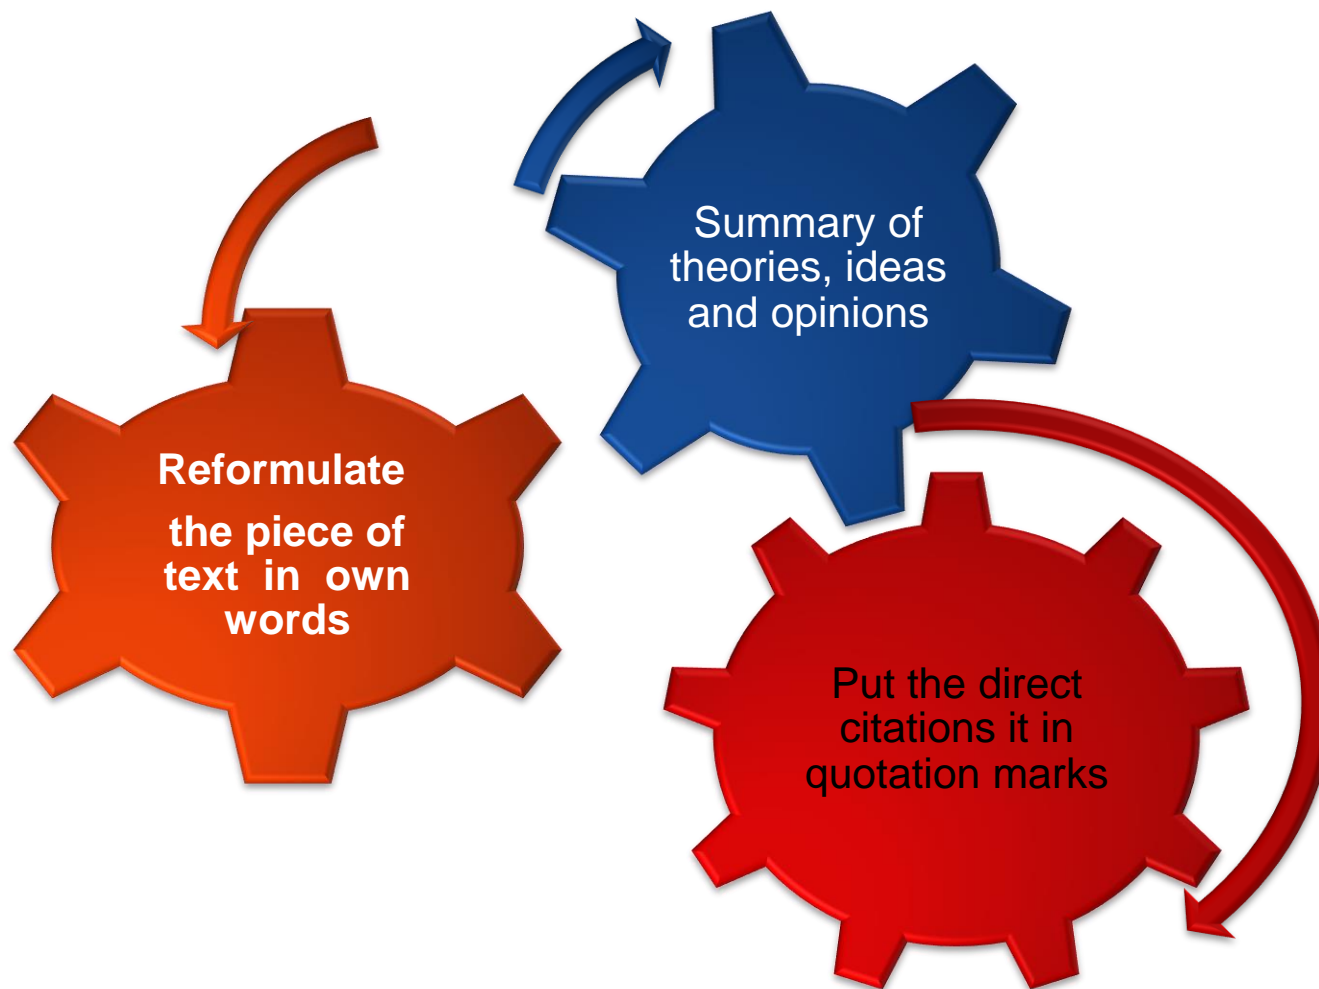 Summary of
theories, ideas
and opinions
Reformulate
the piece of
text in own
words
Put the direct
citations it in
quotation marks